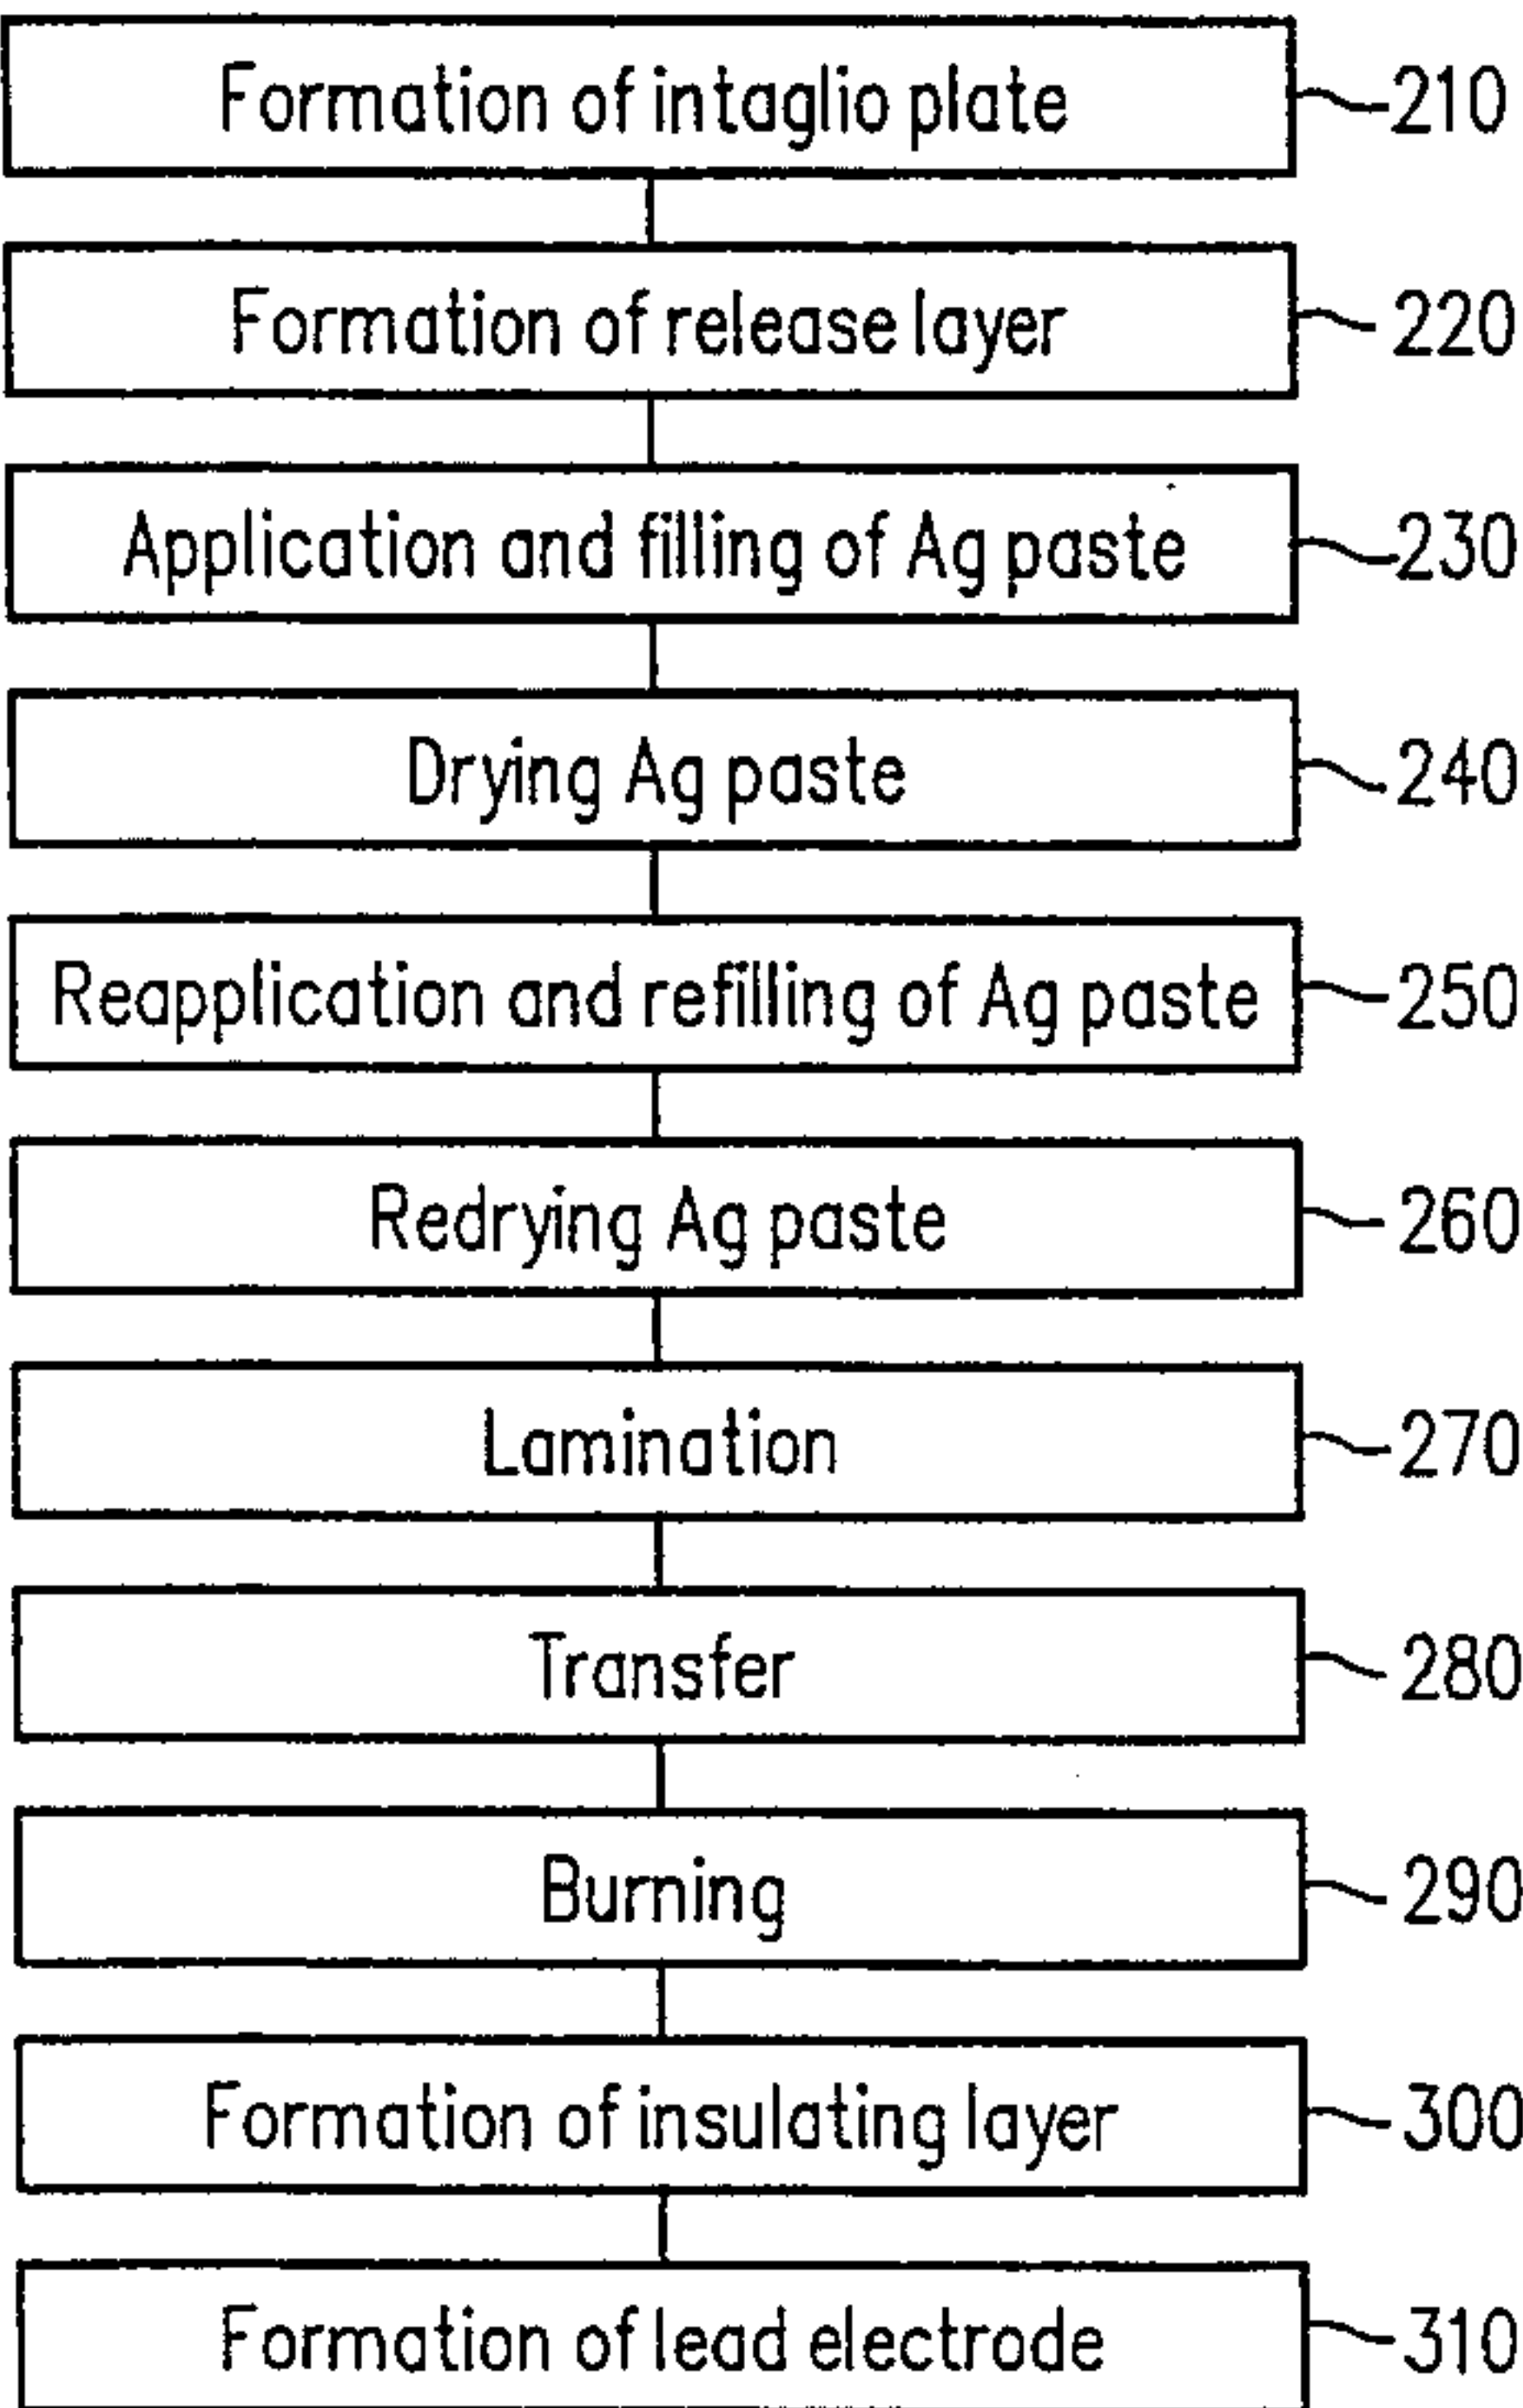 Formation of intaglio plate 210
Formation of release layer 220
Application and filling of Ag paste 230
Drying Ag paste 240
Reapplication and refilling of Ag paste 250
Redrying Ag paste 260
Lamination 270
Transfer 280
Burning 290
Formation of insulating layer 300
Formation of lead electrode 310